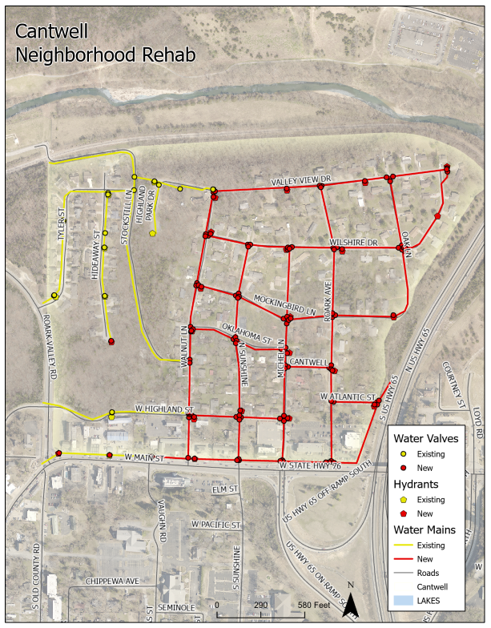 Cantwell
Neighborhood Rehab
VALLEY VIEW DR
HIGHLAND
PARK DR
STOCKSTILL LN
TYLER ST
HIDEAWAY ST
WILSHIRE DR
OAK LN
MOCKINGBIRD LN
ROARK AVE
ROARK VALLEY RD
OKLAHOMA ST
WALNUT LN
N SUNSHINE
MICHEL LN
CANTWELL
N US HWY 65
S US HWY 65
W ATLANTIC ST
COURTNEY ST
LOYD RD
W HIGHLAND ST
W MAIN ST
W STATE HWY 76
US HWY 65 OFF RAMP SOUTH
ELM ST
VAUGHN RD
W PACIFIC ST
S SUNSHINE
S OLD COUNTY RD
US HWY 65 ON RAMP SOUTH
CHIPPEWA AVE
SEMINOLE
SS ST
W
Water Valves
Existing
New
Hydrants
Existing
New
Water Mains
Existing
New
Roads
Cantwell
LAKES
N
0 290 580 Feet